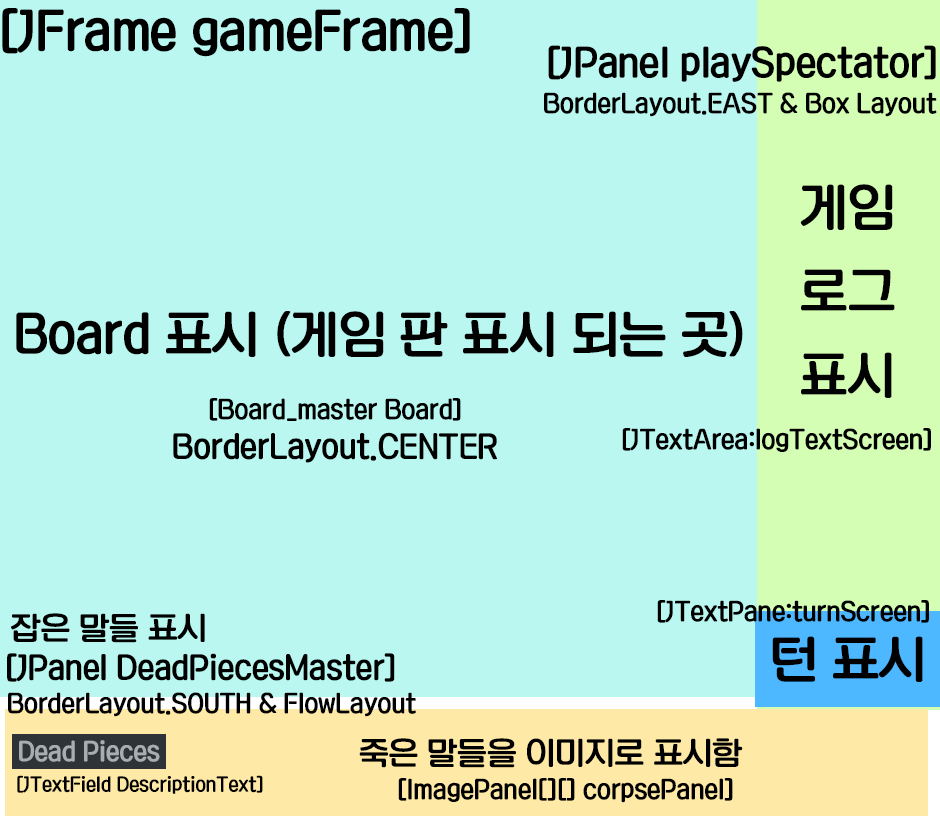 [JFrame gameFrame]
[JPanel playSpectator]
BorderLayout.EAST & Box Layout
게임
로그
표시
Board 표시 (게임 판 표시 되는 곳)
[Board_master Board]
BorderLayout.CENTER
[JTextArea:logTextScreen]
[JTextPane:turnScreen]
턴 표시
잡은 말들 표시
[JPanel DeadPiecesMaster]
BorderLayout.SOUTH & FlowLayout
Dead Pieces
[JTextField DescriptionText]
죽은 말들을 이미지로 표시함
[ImagePanel[][] corpsePanel]